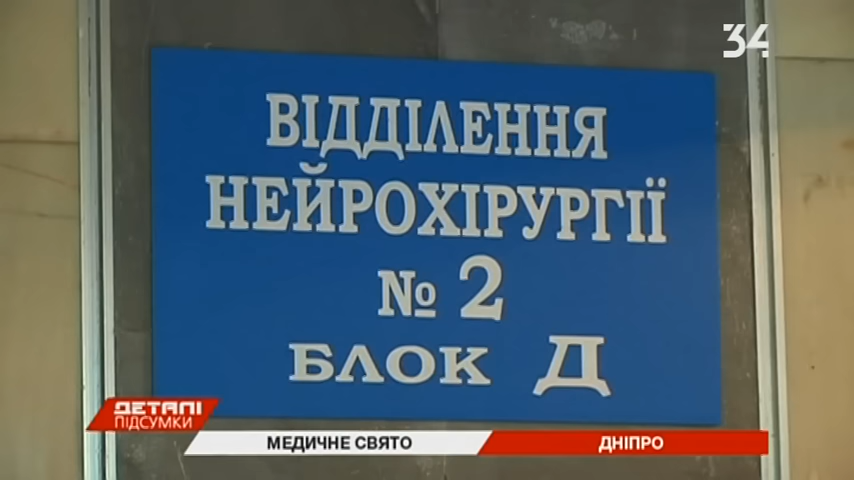 34
ВІДДІЛЕННЯ
НЕЙРОХІРУРГІЇ
№ 2
БЛОК Д
ДЕТАЛІ
ПІДСУМКИ
МЕДИЧНЕ СВЯТО
ДНІПРО